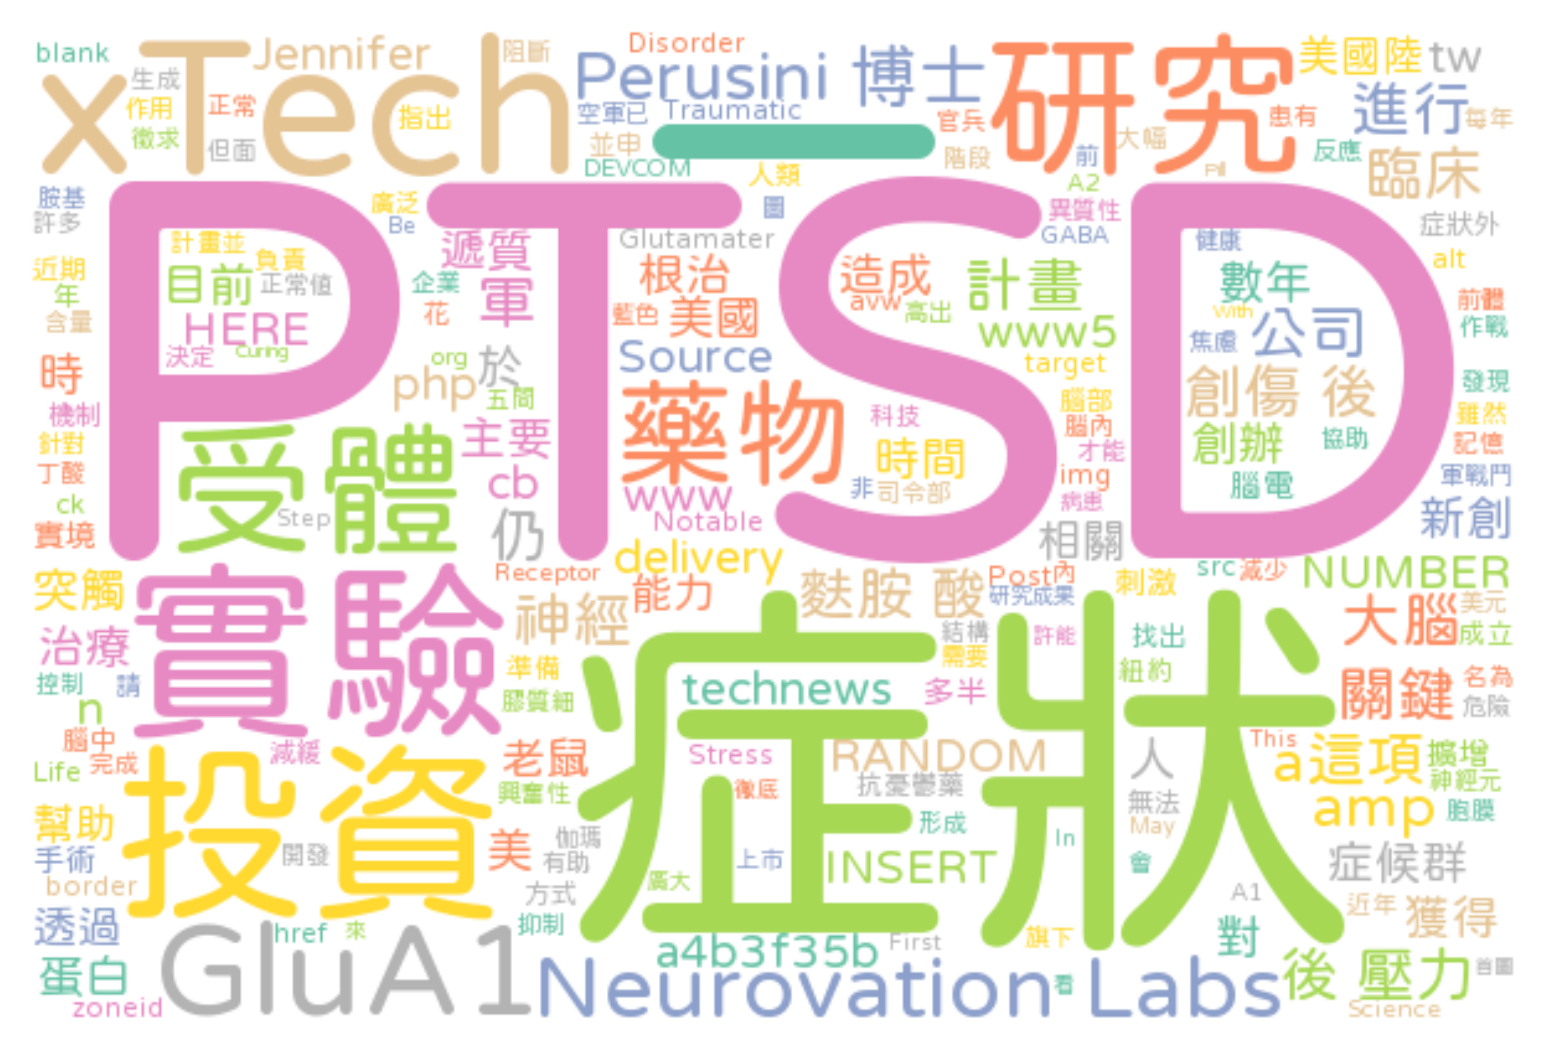 blank
xTech
Jennifer
阻斷
Disorder
Perusini 博士
研究
美國陸
tw
生成
作用
正常
徵求
但面
指出
空軍已
Traumatic
一
官兵
患有
進行
每年
並申
DEVCOM
人類
階段
前
大幅
反應
臨床
Pill
A2
胺基
許多
PTSD
廣泛
Be
圖
異質性
GABA
健康
症狀外
計畫並
負責
遞質
Glutamater
近期
年
含量
目前
正常值
企業
軍
根治
造成
計畫
數年
alt
HERE
花
藍色
美國
avw
高出
www5
With
公司
前體
作戰
決定
Curing
org
於
Source
target
焦慮
時
php
五間
藥物
科技
腦部
創傷 後
發現
機制
受體
主要
腦內
雖然
針對
時間
才能
創辦
協助
記憶
丁酸
cb
www
非
司令部
img
病患
腦電
軍戰鬥
ck
Step
仍
Notable
相關
新創
實境
delivery
Receptor
能力
麩胺 酸
Post內
研究成果
刺激
src
減少
NUMBER
突觸
實驗
神經
症狀
結構
需要
許能
找出
大腦
美元
成立
治療
控制
請
準備
膠質細
technews
多半
紐約
關鍵
名為
危險
n
腦中
完成
減緩
老鼠
Stress
RANDOM
人
This
a
這項
擴增
神經元
Life
投資
興奮性
徹底
抗憂鬱藥
無法
amp
胞膜
幫助
手術
開發
美
伽瑪
有助
上市
形成
INSERT
In
May
會
症候群
border
方式
廣大
A1
近年
獲得
透過
GluA1
href
來
抑制
a4b3f35b
First
旗下
對
蛋白
zoneid
Neurovation Labs
看
後 壓力
首圖
Science